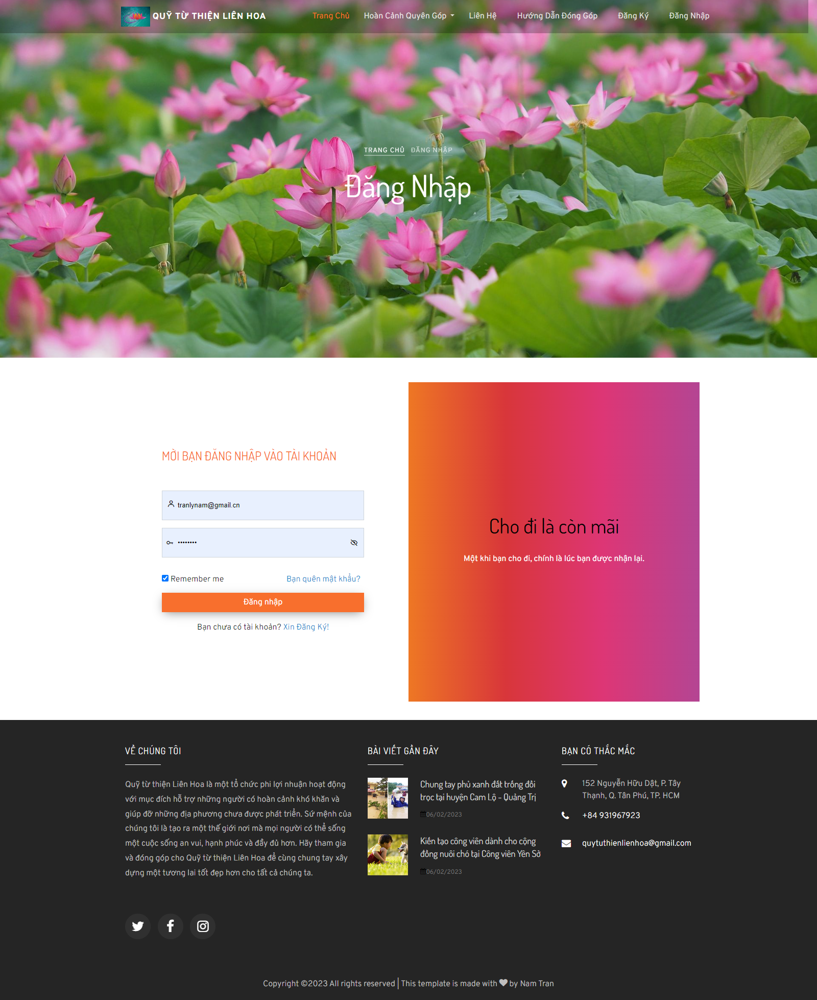 QUỸ TỪ THIỆN LIÊN HOA
Trang Chủ
Hoàn Cảnh Quyên Góp
Liên Hệ
Hướng Dẫn Đóng Góp
Đăng Ký
Đăng Nhập
TRANG CHỦ ĐĂNG NHẬP
Đăng Nhập
MỜI BẠN ĐĂNG NHẬP VÀO TÀI KHOẢN
tranlynam@gmail.cn
••••••••
Remember me
Bạn quên mật khẩu?
Đăng nhập
Bạn chưa có tài khoản? Xin Đăng Ký!
Cho đi là còn mãi
Một khi bạn cho đi, chính là lúc bạn được nhận lại.
VỀ CHÚNG TÔI
Quỹ từ thiện Liên Hoa là một tổ chức phi lợi nhuận hoạt động
với mục đích hỗ trợ những người có hoàn cảnh khó khăn và
giúp đỡ những địa phương chưa được phát triển. Sứ mệnh của
chúng tôi là tạo ra một thế giới nơi mà mọi người có thể sống
một cuộc sống an vui, hạnh phúc và đầy đủ hơn. Hãy tham gia
và đóng góp cho Quỹ từ thiện Liên Hoa để cùng chung tay xây
dựng một tương lai tốt đẹp hơn cho tất cả chúng ta.
BÀI VIẾT GẦN ĐÂY
Chung tay phủ xanh đất trống đồi
trọc tại huyện Cam Lộ - Quảng Trị
06/02/2023
Kiến tạo công viên dành cho cộng
đồng nuôi chó tại Công viên Yên Sở
06/02/2023
BẠN CÓ THẮC MẮC
152 Nguyễn Hữu Dật, P. Tây
Thạnh, Q. Tân Phú, TP. HCM
+84 931967923
quytuthienlienhoa@gmail.com
Copyright ©2023 All rights reserved | This template is made with ♥ by Nam Tran